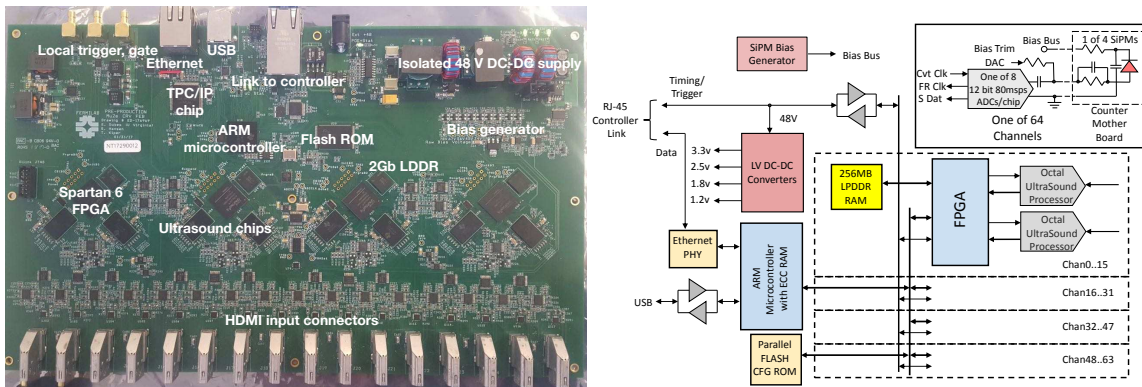 Local trigger, gate
USB
Ethernet
Link to controller
Isolated 48 V DC-DC supply
TPC/IP
chip
ARM
microcontroller
Flash ROM
Bias generator
2Gb LDDR
Spartan 6
FPGA
Ultrasound chips
HDMI input connectors
NT17290012
SiPM Bias
Generator
Bias Bus
Timing/
Trigger
RJ-45
Controller
Link
48V
Data
3.3v
2.5v
1.8v
1.2v
LV DC-DC
Converters
Ethernet
PHY
USB
ARM
Microcontroller
with ECC RAM
Parallel
FLASH
CFG ROM
Bias Bus
1 of 4 SiPMs
Bias Trim
DAC
Cvt Clk
FR Clk
S Dat
One of 8
12 bit 80msps
ADCs/chip
One of 64
Channels
Counter
Mother
Board
256MB
LPDDR
RAM
FPGA
Octal
UltraSound
Processor
Octal
UltraSound
Processor
Chan0..15
Chan16..31
Chan32..47
Chan48..63